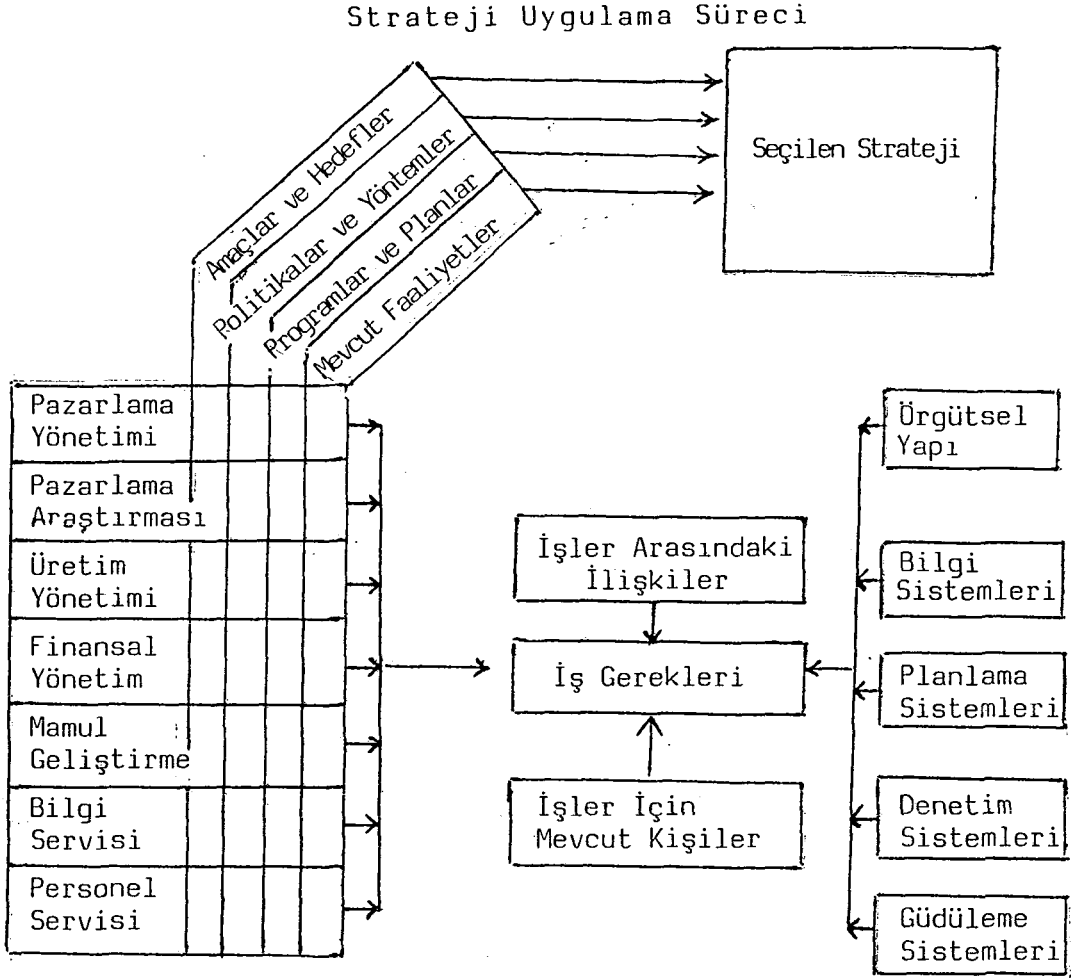 Strateji Uygulama Süreci
Amaçlar ve Hedefler
Politikalar ve Yöntemler
Programlar ve Planlar
Mevcut Faaliyetler
Seçilen Strateji
Pazarlama
Yönetimi
Pazarlama
Araştırması
Üretim
Yönetimi
Finansal
Yönetim
Mamul
Geliştirme
Bilgi
Servisi
Personel
Servisi
İşler Arasındaki
İlişkiler
İş Gerekleri
İşler İçin
Mevcut Kişiler
Örgütsel
Yapı
Bilgi
Sistemleri
Planlama
Sistemleri
Denetim
Sistemleri
Güdüleme
Sistemleri